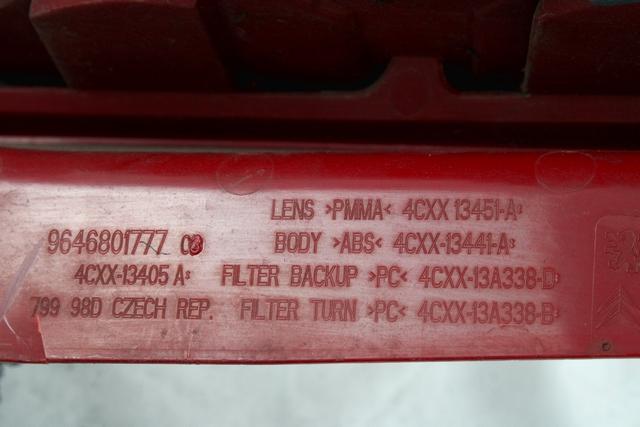 LENS >PMMA< 4CXX 13451-A
9646801777 BODY >ABS< 4CXX-13441-A
4CXX-13405 A FILTER BACKUP >PC< 4CXX-13A338-D
799 98D CZECH REP. FILTER TURN >PC< 4CXX-13A338-B